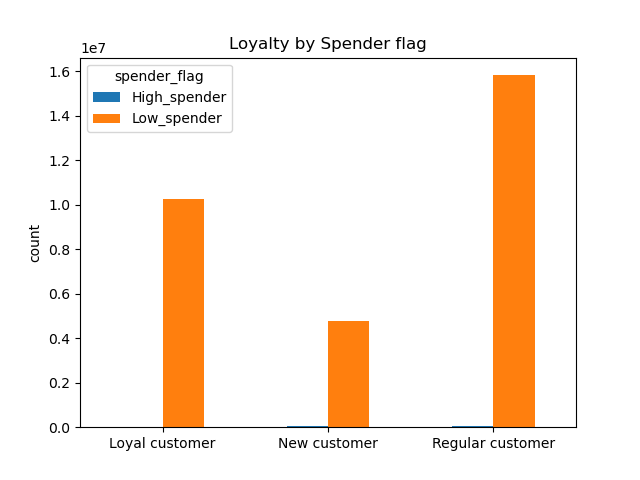 Loyalty by Spender flag
1e7
spender_flag
High_spender
Low_spender
1.6
1.4
1.2
1.0
0.8
0.6
0.4
0.2
0.0
count
Loyal customer
New customer
Regular customer